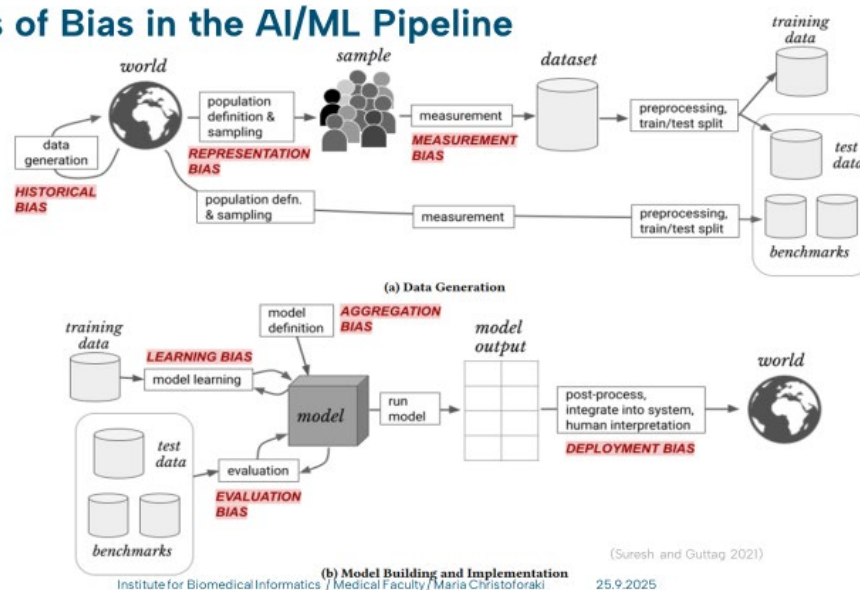 s of Bias in the AI/ML Pipeline
world
sample
dataset
training
data
population
definition &
sampling
measurement
preprocessing,
train/test split
data
generation
REPRESENTATION
BIAS
MEASUREMENT
BIAS
HISTORICAL
BIAS
test
data
population defn.
& sampling
measurement
preprocessing,
train/test split
benchmarks
(a) Data Generation
training
data
LEARNING BIAS
model learning
model
definition
AGGREGATION
BIAS
model
output
world
model
run
model
post-process,
integrate into system,
human interpretation
DEPLOYMENT BIAS
test
data
evaluation
EVALUATION
BIAS
benchmarks
(Suresh and Guttag 2021)
(b) Model Building and Implementation
Institute for Biomedical Informatics / Medical Faculty / Maria Christoforaki 25.9.2025